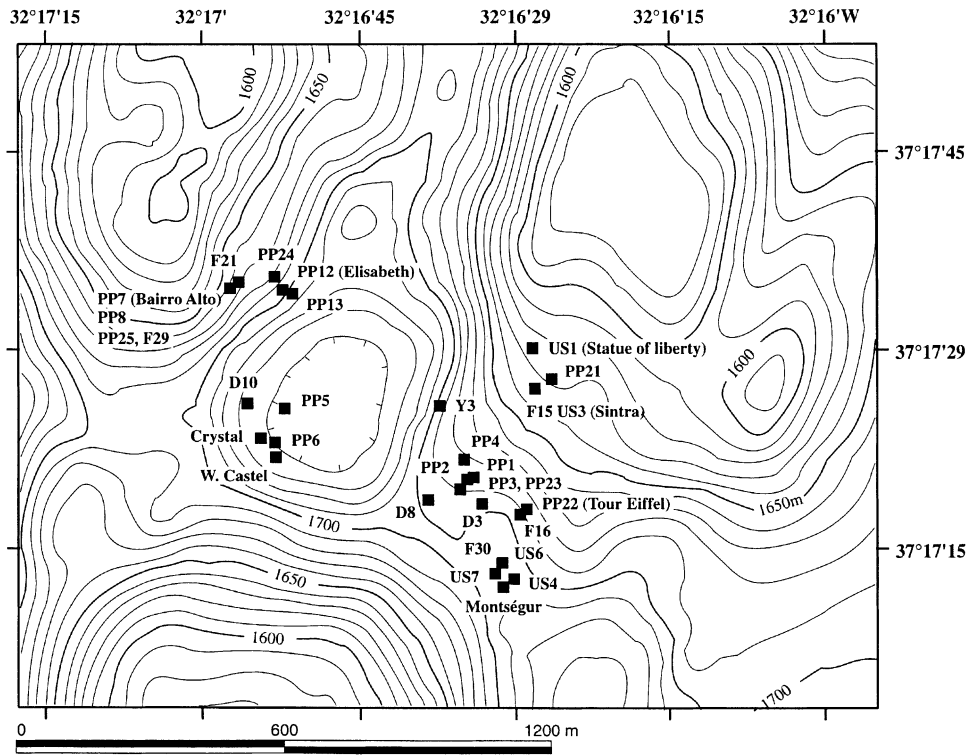 32°17'15 32°17' 32°16'45 32°16'29 32°16'15 32°16'W
1600
1650
1600
37°17'45
PP24
F21
PP12 (Elisabeth)
PP7 (Bairro Alto)
PP13
PP8
PP25, F29
US1 (Statue of liberty)
37°17'29
1600
PP21
D10
PP5
Y3
F15 US3 (Sintra)
Crystal
PP6
PP4
W. Castel
PP2
PP1
PP3, PP23
PP22 (Tour Eiffel)
1650m
D8
D3
1700
F16
F30
US6
37°17'15
1650
US7
US4
Montségur
1600
1700
0 600 1200 m